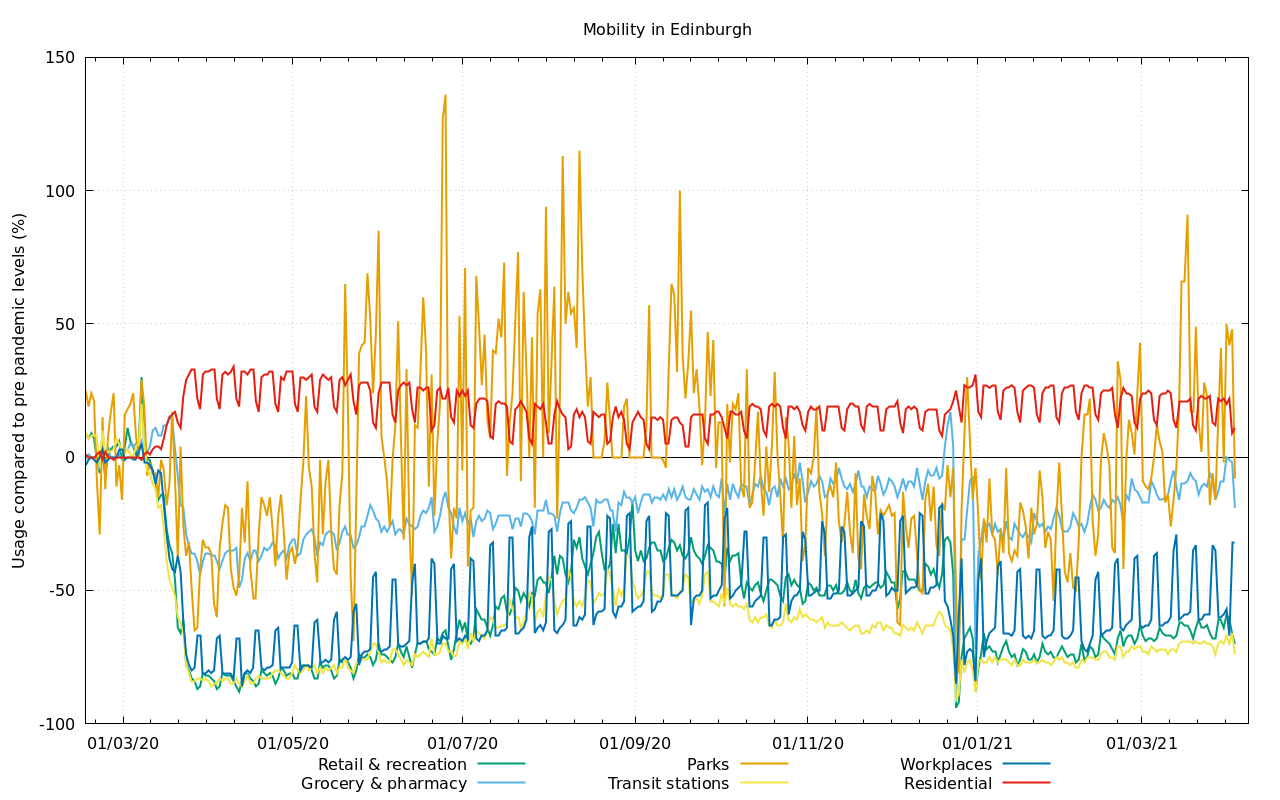 Mobility in Edinburgh
Usage compared to pre pandemic levels (%)
150
100
50
0
-50
-100
01/03/20 01/05/20 01/07/20 01/09/20 01/11/20 01/01/21 01/03/21
Retail & recreation Parks Workplaces
Grocery & pharmacy Transit stations Residential